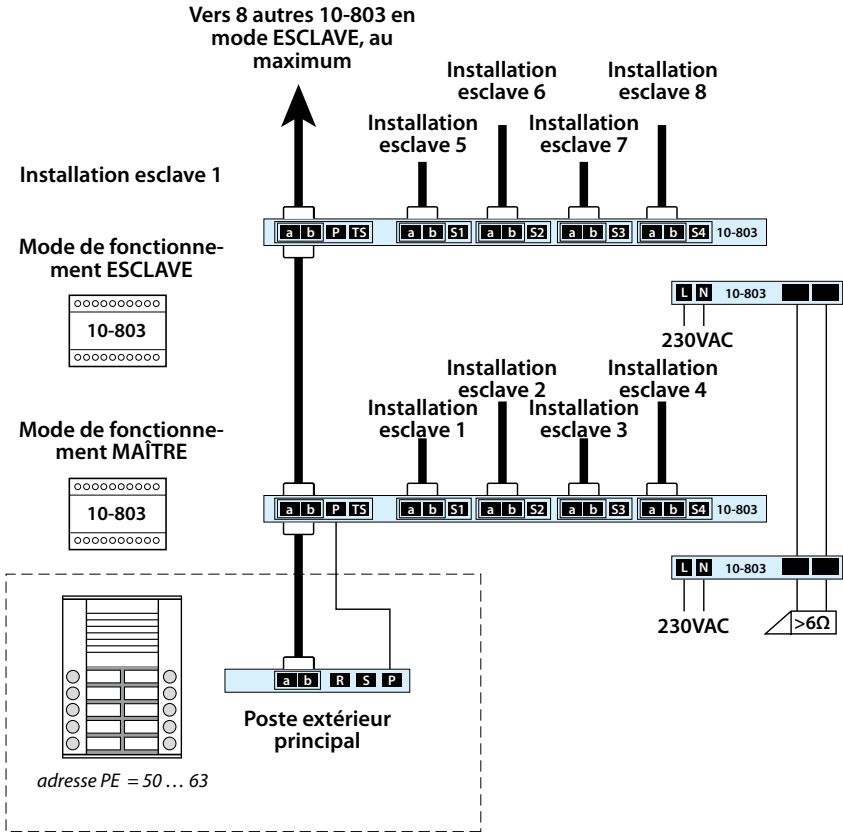 Vers 8 autres 10-803 en
mode ESCLAVE, au
maximum
Installation
esclave 6
Installation
esclave 8
Installation
esclave 5
Installation
esclave 7
Installation esclave 1
a b P TS a b S1 a b S2 a b S3 a b S4 10-803
Mode de fonctionne-
ment ESCLAVE
10-803
L N 10-803
230VAC
Installation
esclave 2
Installation
esclave 4
Installation
esclave 1
Installation
esclave 3
Mode de fonctionne-
ment MAÎTRE
10-803
a b P TS a b S1 a b S2 a b S3 a b S4 10-803
L N 10-803
230VAC
>6Ω
a b R S P
Poste extérieur
principal
adresse PE = 50 … 63